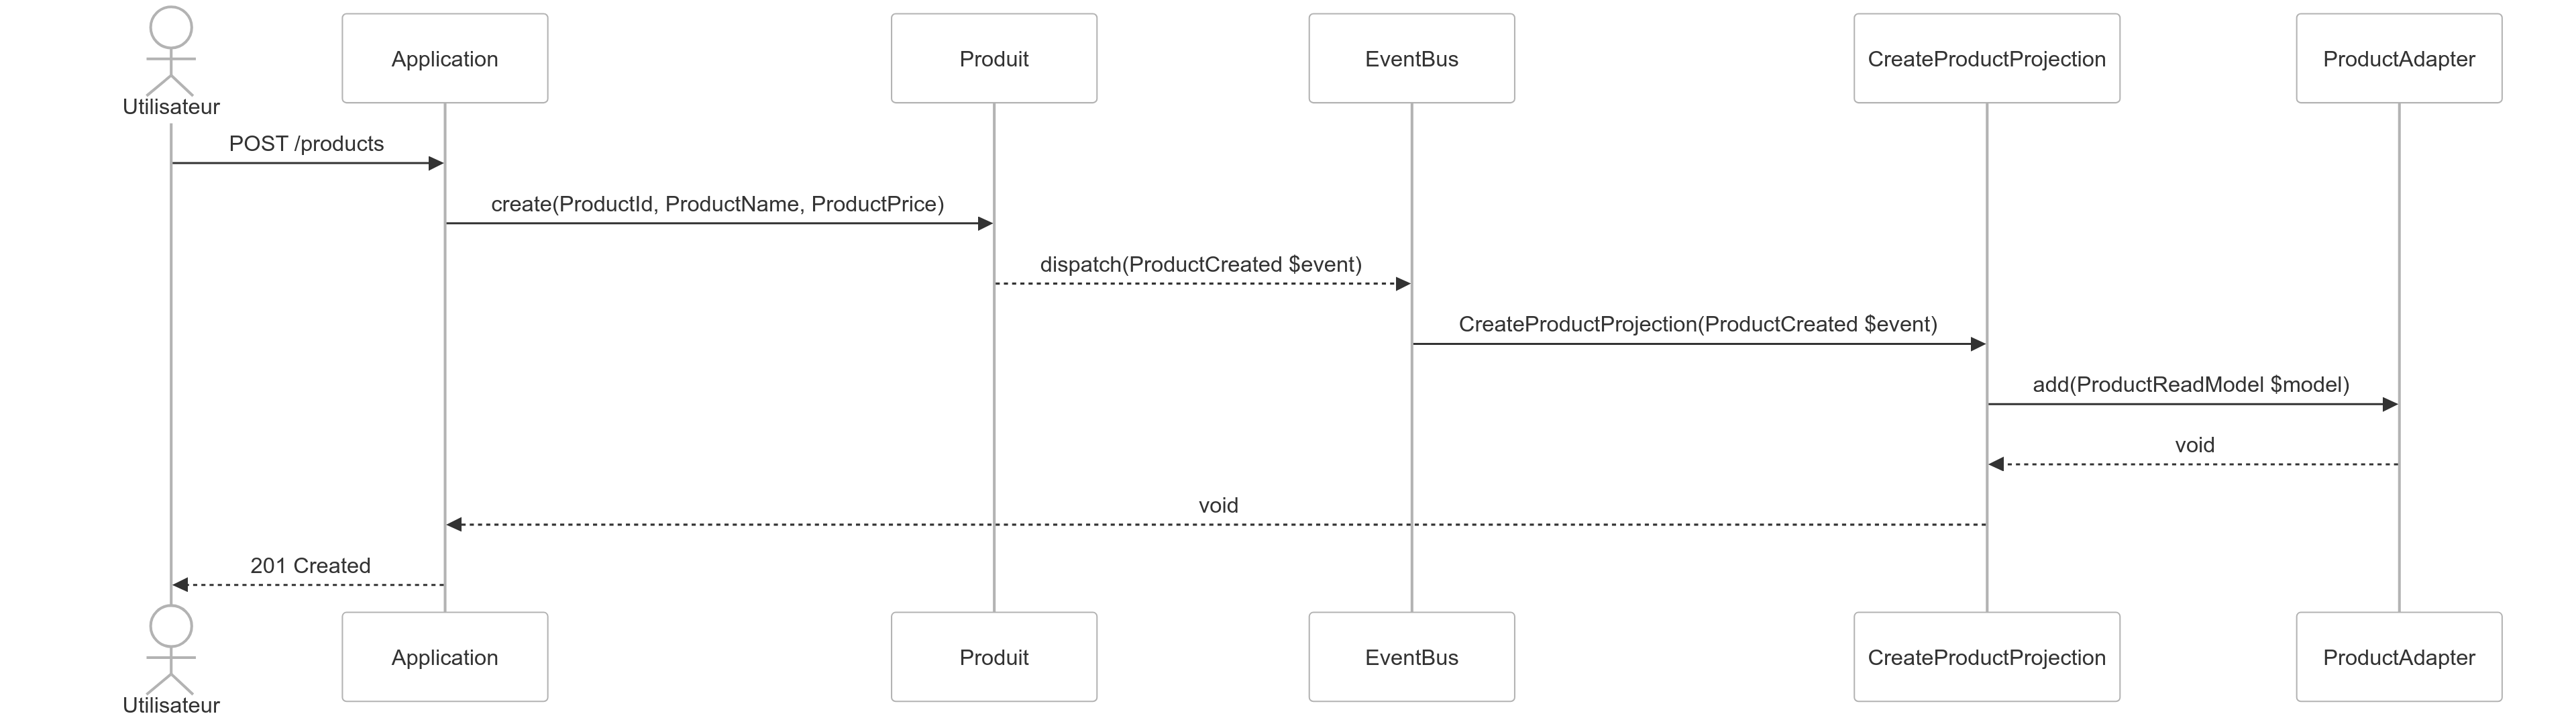 Utilisateur
Application
Produit
EventBus
CreateProductProjection
ProductAdapter
POST /products
create(ProductId, ProductName, ProductPrice)
dispatch(ProductCreated $event)
CreateProductProjection(ProductCreated $event)
add(ProductReadModel $model)
void
void
201 Created
Utilisateur
Application
Produit
EventBus
CreateProductProjection
ProductAdapter